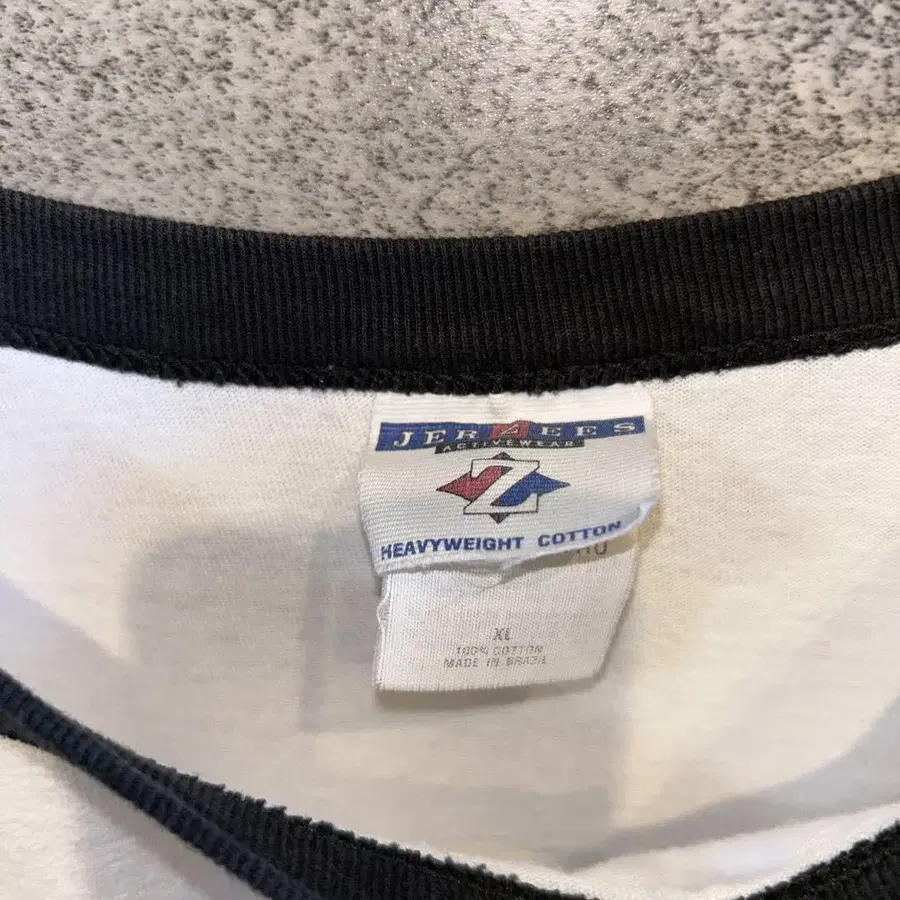 JERZEES
ACTIVEWEAR
Z
HEAVYWEIGHT COTTON
XL
100% COTTON
MADE IN BRAZIL